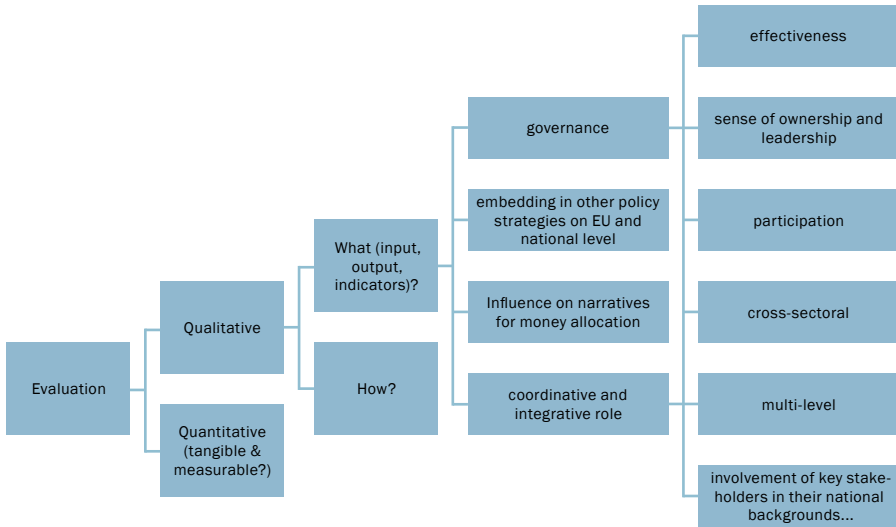 Evaluation
Qualitative
Quantitative
(tangible &
measurable?)
What (input,
output,
indicators)?
How?
governance
embedding in other policy
strategies on EU and
national level
Influence on narratives
for money allocation
coordinative and
integrative role
effectiveness
sense of ownership and
leadership
participation
cross-sectoral
multi-level
involvement of key stake-
holders in their national
backgrounds...